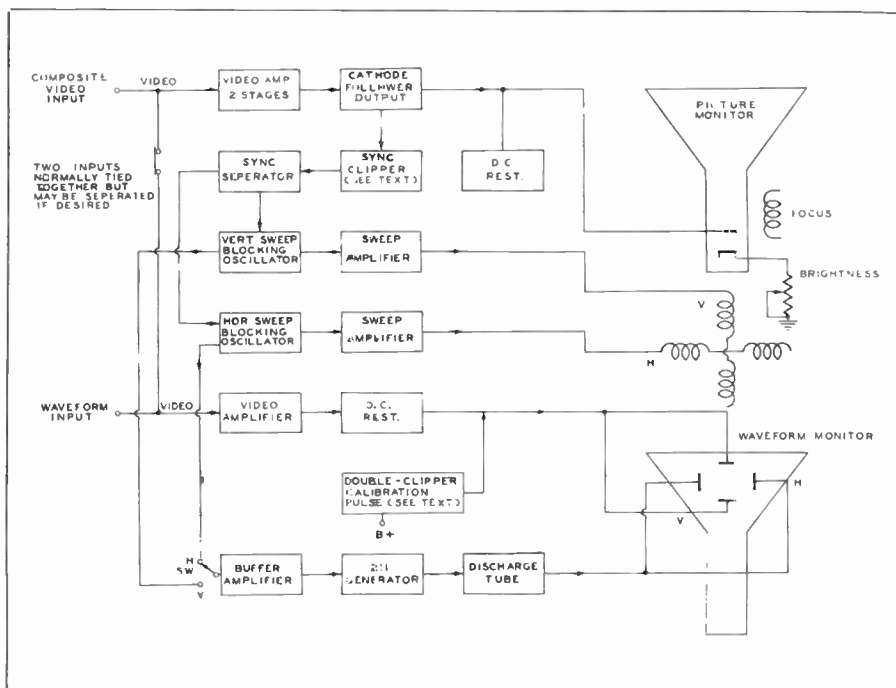 COMPOSITE
VIDEO
INPUT
VIDEO
VIDEO AMP
2 STAGES
CATHODE
FOLLOWER
OUTPUT
PICTURE
MONITOR
TWO INPUTS
NORMALLY TIED
TOGETHER BUT
MAY BE SEPERATED
IF DESIRED
SYNC
SEPERATOR
SYNC
CLIPPER
(SEE TEXT)
D.C.
REST.
FOCUS
VERT SWEEP
BLOCKING
OSCILLATOR
SWEEP
AMPLIFIER
BRIGHTNESS
V
HOR SWEEP
BLOCKING
OSCILLATOR
SWEEP
AMPLIFIER
H
WAVEFORM
INPUT
VIDEO
VIDEO
AMPLIFIER
D.C.
REST.
WAVEFORM MONITOR
DOUBLE-CLIPPER
CALIBRATION
PULSE (SEE TEXT)
B+
H
V
H
SW
V
BUFFER
AMPLIFIER
GENERATOR
DISCHARGE
TUBE